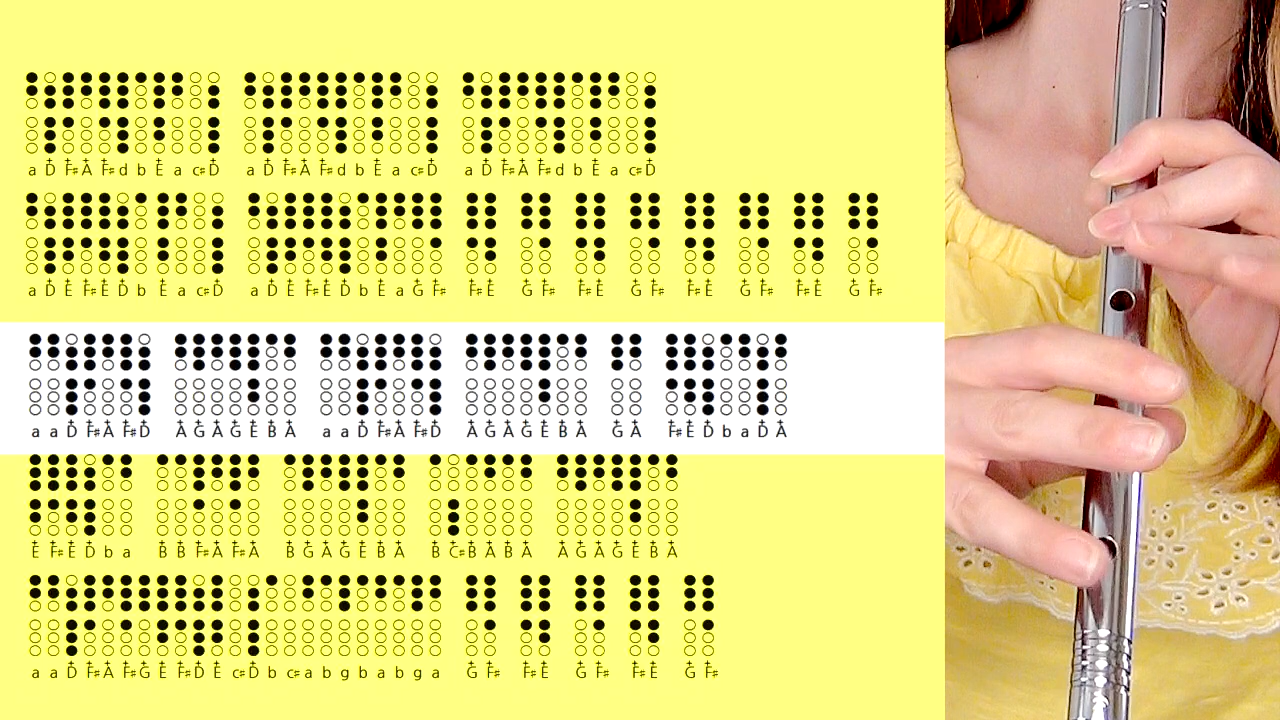 a D F♯ A F♯ d b E a c♯ D a D F♯ A F♯ d b E a c♯ D a D F♯ A F♯ d b E a c♯ D
a D E F♯ E D b E a c♯ D a D E F♯ E D b E a G F♯ F♯ E G F♯ F♯ E G F♯ F♯ E G F♯ F♯ E G F♯
a a D F♯ A F♯ D A G A G E B A a a D F♯ A F♯ D A G A G E B A G A F♯ E D b a D A
E F♯ E D b a B B F♯ A F♯ A B G A G E B A B C♯ B A B A A G A G E B A
a a D F♯ A F♯ G E F♯ D E c♯ D b c♯ a b g b a b g a G F♯ F♯ E G F♯ F♯ E G F♯